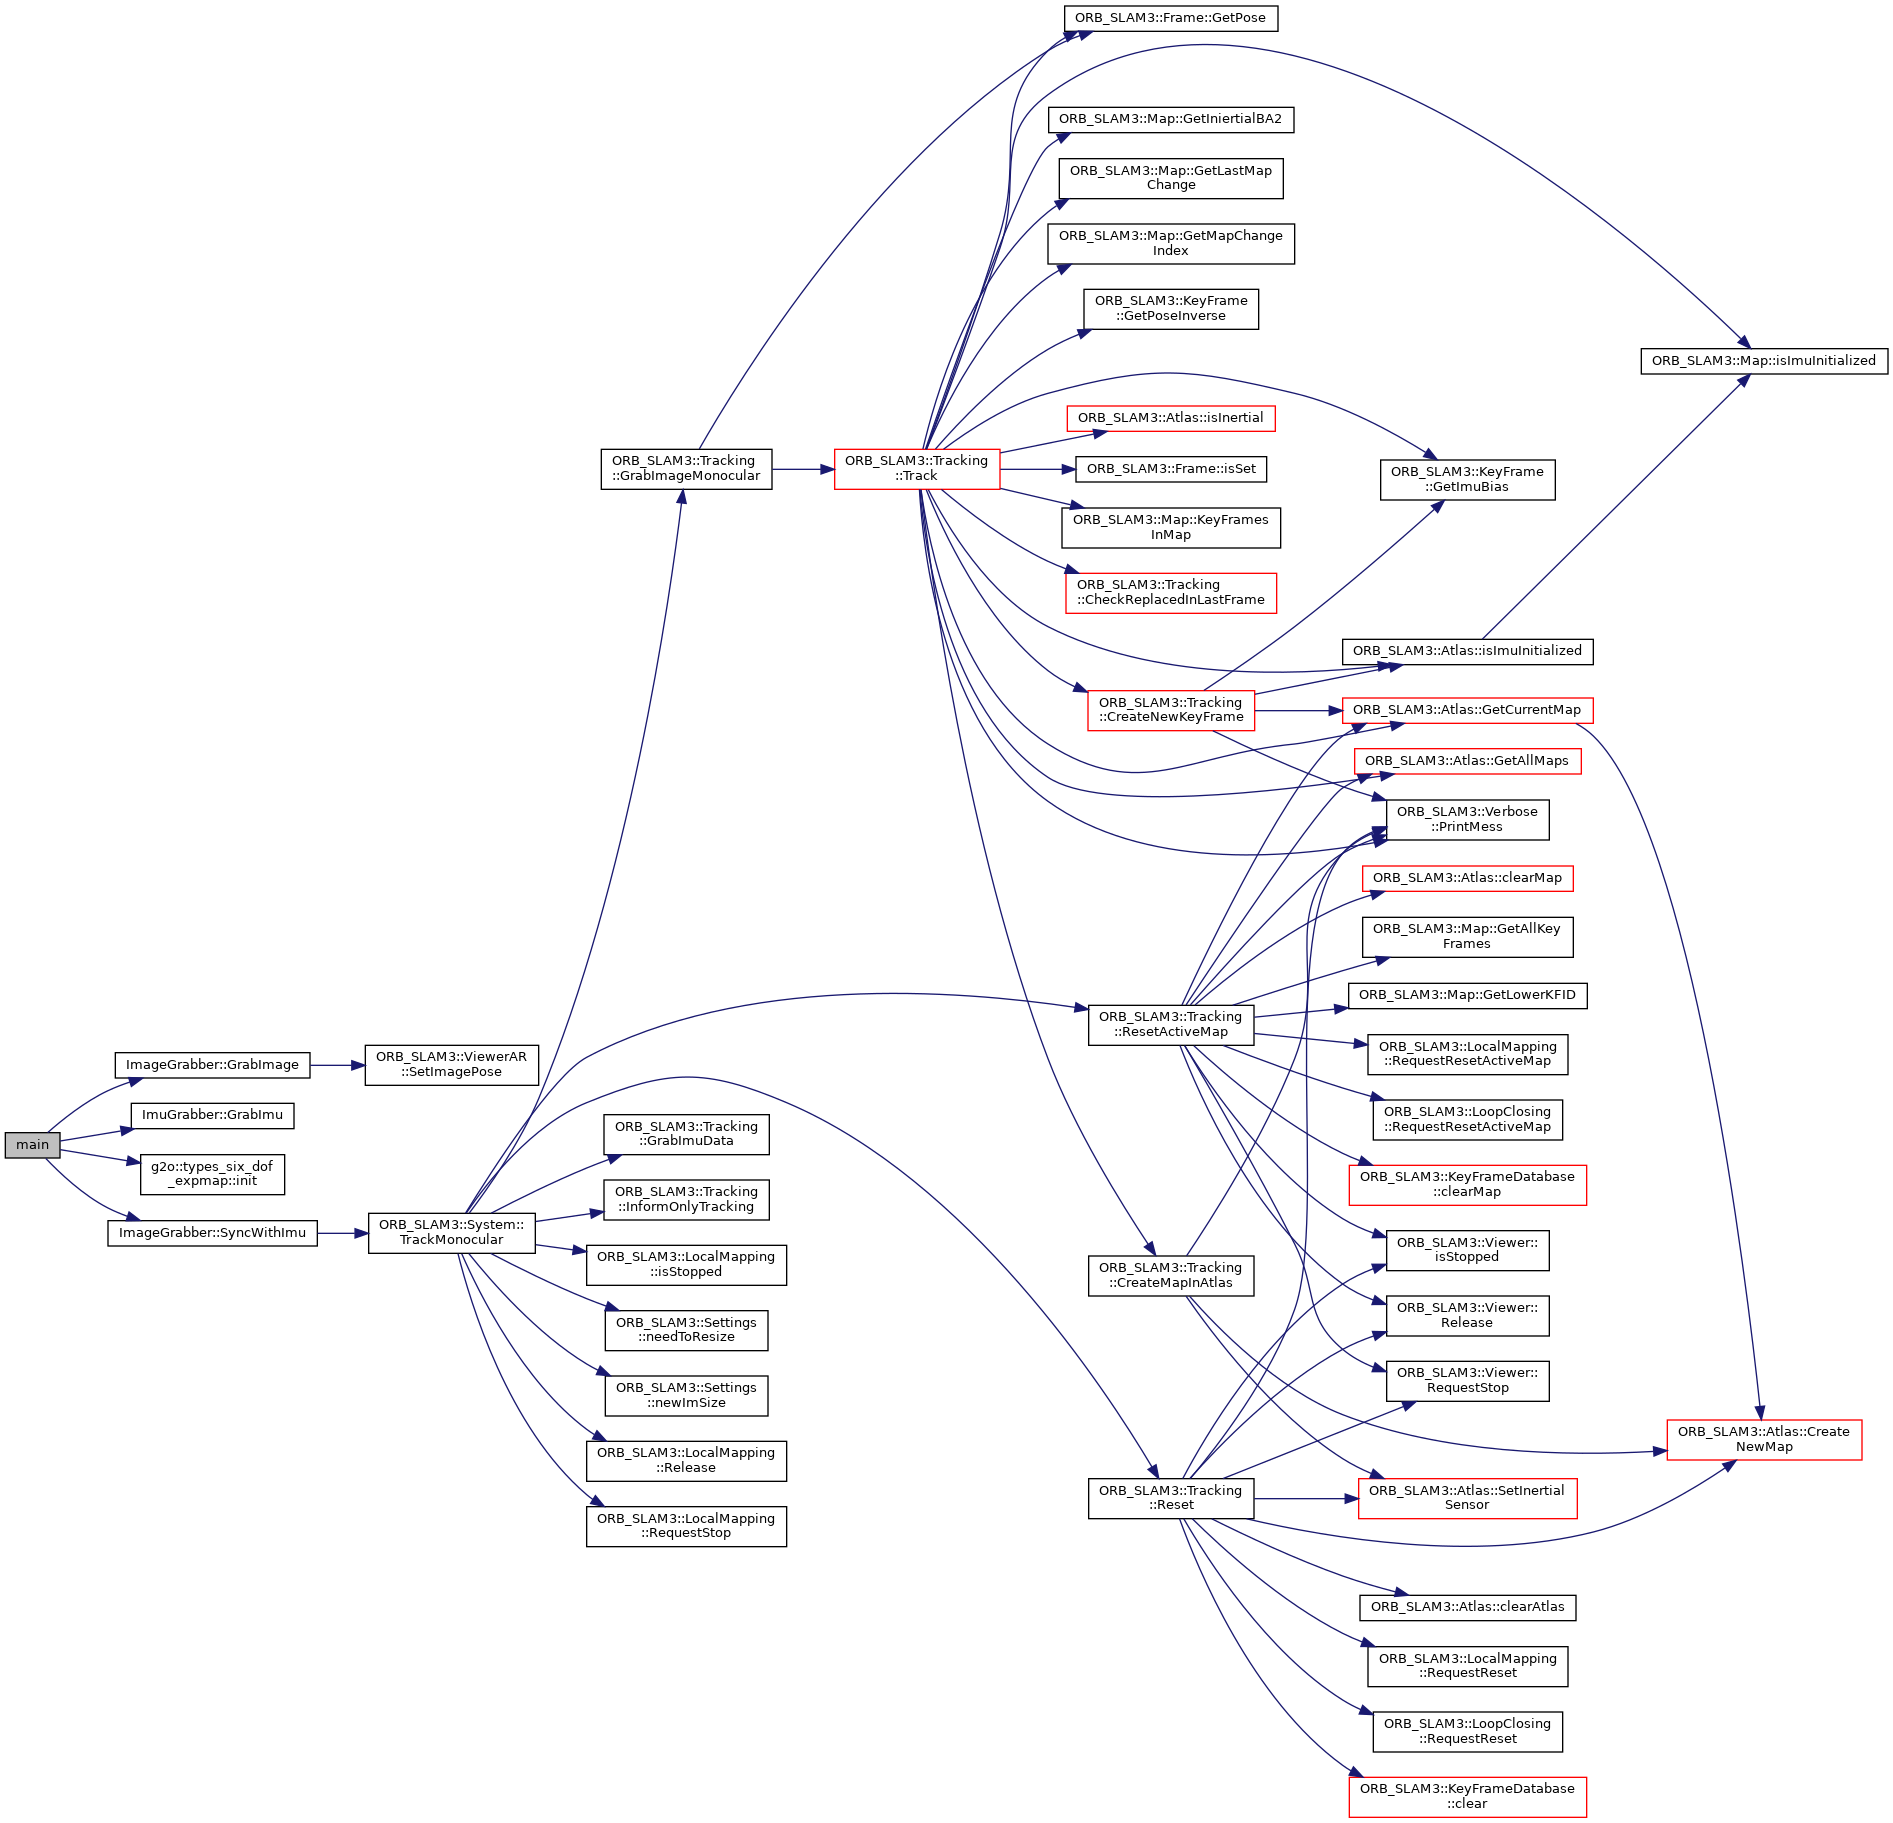 main
ImageGrabber::GrabImage
ImuGrabber::GrabImu
g2o::types_six_dof
_expmap::init
ImageGrabber::SyncWithImu
ORB_SLAM3::ViewerAR
::SetImagePose
ORB_SLAM3::System::
TrackMonocular
ORB_SLAM3::Tracking
::GrabImageMonocular
ORB_SLAM3::Tracking
::GrabImuData
ORB_SLAM3::Tracking
::InformOnlyTracking
ORB_SLAM3::LocalMapping
::isStopped
ORB_SLAM3::Settings
::needToResize
ORB_SLAM3::Settings
::newImSize
ORB_SLAM3::LocalMapping
::Release
ORB_SLAM3::LocalMapping
::RequestStop
ORB_SLAM3::Tracking
::Track
ORB_SLAM3::Frame::GetPose
ORB_SLAM3::Map::GetIniertialBA2
ORB_SLAM3::Map::GetLastMap
Change
ORB_SLAM3::Map::GetMapChange
Index
ORB_SLAM3::KeyFrame
::GetPoseInverse
ORB_SLAM3::Atlas::isInertial
ORB_SLAM3::Frame::isSet
ORB_SLAM3::Map::KeyFrames
InMap
ORB_SLAM3::Tracking
::CheckReplacedInLastFrame
ORB_SLAM3::Tracking
::CreateNewKeyFrame
ORB_SLAM3::Tracking
::ResetActiveMap
ORB_SLAM3::Tracking
::CreateMapInAtlas
ORB_SLAM3::Tracking
::Reset
ORB_SLAM3::KeyFrame
::GetImuBias
ORB_SLAM3::Atlas::isImuInitialized
ORB_SLAM3::Atlas::GetCurrentMap
ORB_SLAM3::Atlas::GetAllMaps
ORB_SLAM3::Verbose
::PrintMess
ORB_SLAM3::Atlas::clearMap
ORB_SLAM3::Map::GetAllKey
Frames
ORB_SLAM3::Map::GetLowerKFID
ORB_SLAM3::LocalMapping
::RequestResetActiveMap
ORB_SLAM3::LoopClosing
::RequestResetActiveMap
ORB_SLAM3::KeyFrameDatabase
::clearMap
ORB_SLAM3::Viewer::
isStopped
ORB_SLAM3::Viewer::
Release
ORB_SLAM3::Viewer::
RequestStop
ORB_SLAM3::Atlas::SetInertial
Sensor
ORB_SLAM3::Atlas::clearAtlas
ORB_SLAM3::LocalMapping
::RequestReset
ORB_SLAM3::LoopClosing
::RequestReset
ORB_SLAM3::KeyFrameDatabase
::clear
ORB_SLAM3::Map::isImuInitialized
ORB_SLAM3::Atlas::Create
NewMap